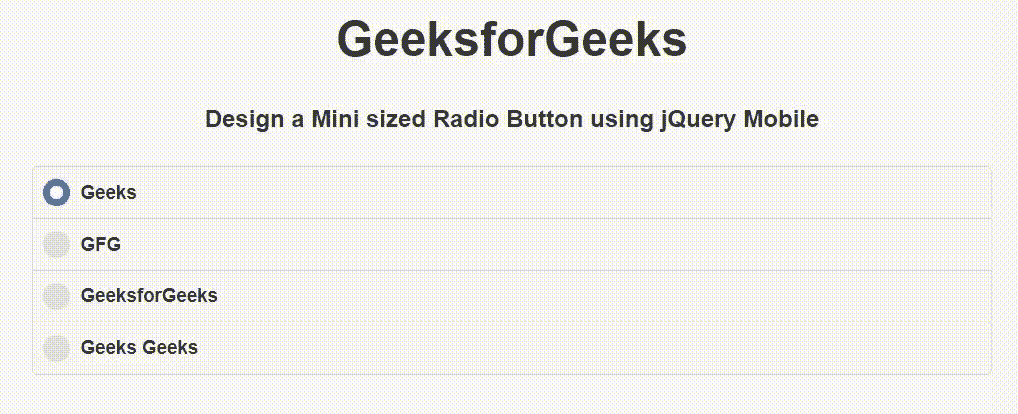 GeeksforGeeks
Design a Mini sized Radio Button using jQuery Mobile
Geeks
GFG
GeeksforGeeks
Geeks Geeks